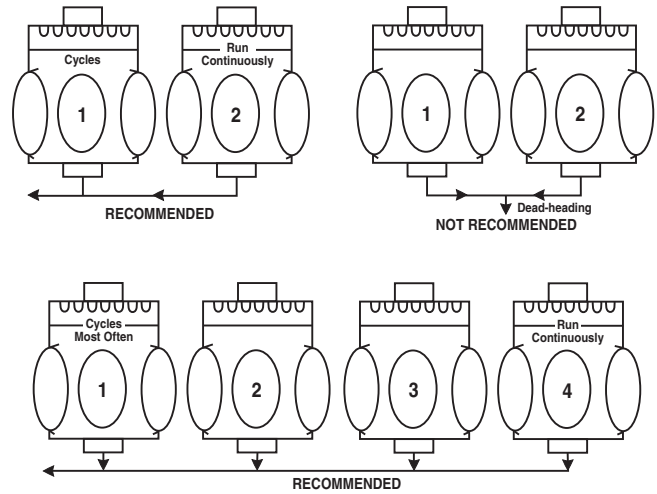 Cycles
1
Run
Continuously
2
RECOMMENDED
1
2
Dead-heading
NOT RECOMMENDED
Cycles
Most Often
1
2
3
Run
Continuously
4
RECOMMENDED